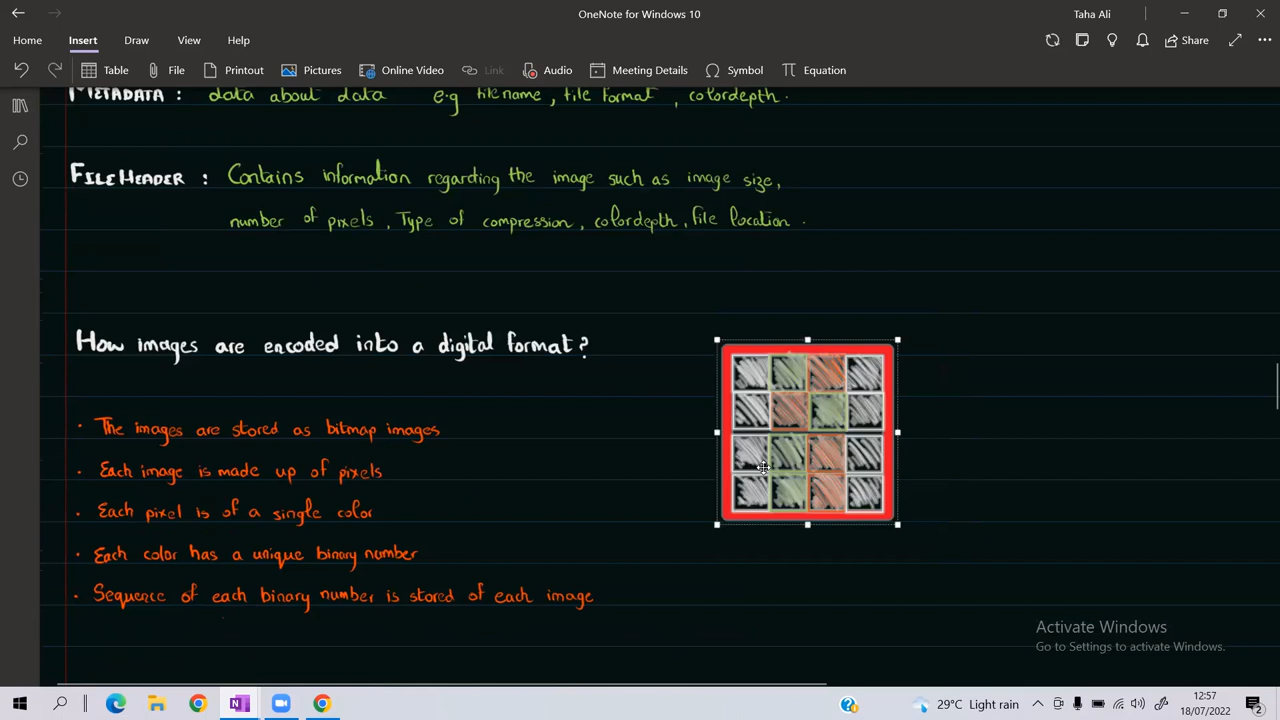 OneNote for Windows 10
Taha Ali
Home Insert Draw View Help
Share
Table File Printout Pictures Online Video Link Audio Meeting Details Symbol Equation
METADATA : data about data e.g filename, file format, colordepth.
FILEHEADER : Contains information regarding the image such as image size,
number of pixels, Type of compression, colordepth, file location.
How images are encoded into a digital format?
· The images are stored as bitmap images
· Each image is made up of pixels
· Each pixel is of a single color
· Each color has a unique binary number
· Sequence of each binary number is stored of each image
Activate Windows
Go to Settings to activate Windows.
29°C Light rain
12:57
18/07/2022
2